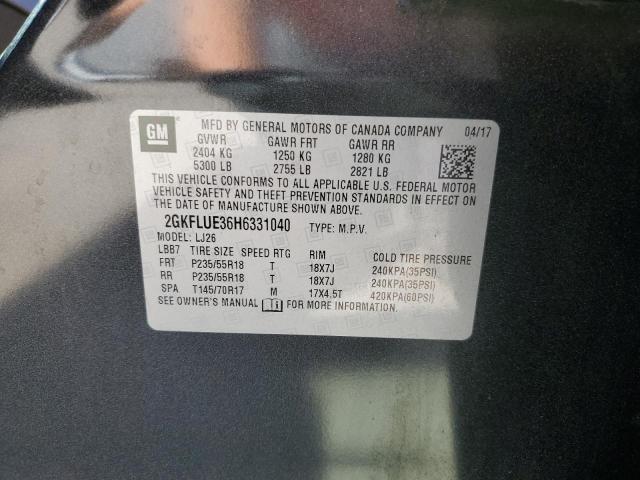 GM
MFD BY GENERAL MOTORS OF CANADA COMPANY 04/17
GVWR GAWR FRT GAWR RR
2404 KG 1250 KG 1280 KG
5300 LB 2755 LB 2821 LB
THIS VEHICLE CONFORMS TO ALL APPLICABLE U.S. FEDERAL MOTOR
VEHICLE SAFETY AND THEFT PREVENTION STANDARDS IN EFFECT ON
THE DATE OF MANUFACTURE SHOWN ABOVE.
2GKFLUE36H6331040 TYPE: M.P.V.
MODEL: LJ26
LBB7 TIRE SIZE SPEED RTG RIM COLD TIRE PRESSURE
FRT P235/55R18 T 18X7J 240KPA(35PSI)
RR P235/55R18 T 18X7J 240KPA(35PSI)
SPA T145/70R17 M 17X4.5T 420KPA(60PSI)
SEE OWNER'S MANUAL FOR MORE INFORMATION.